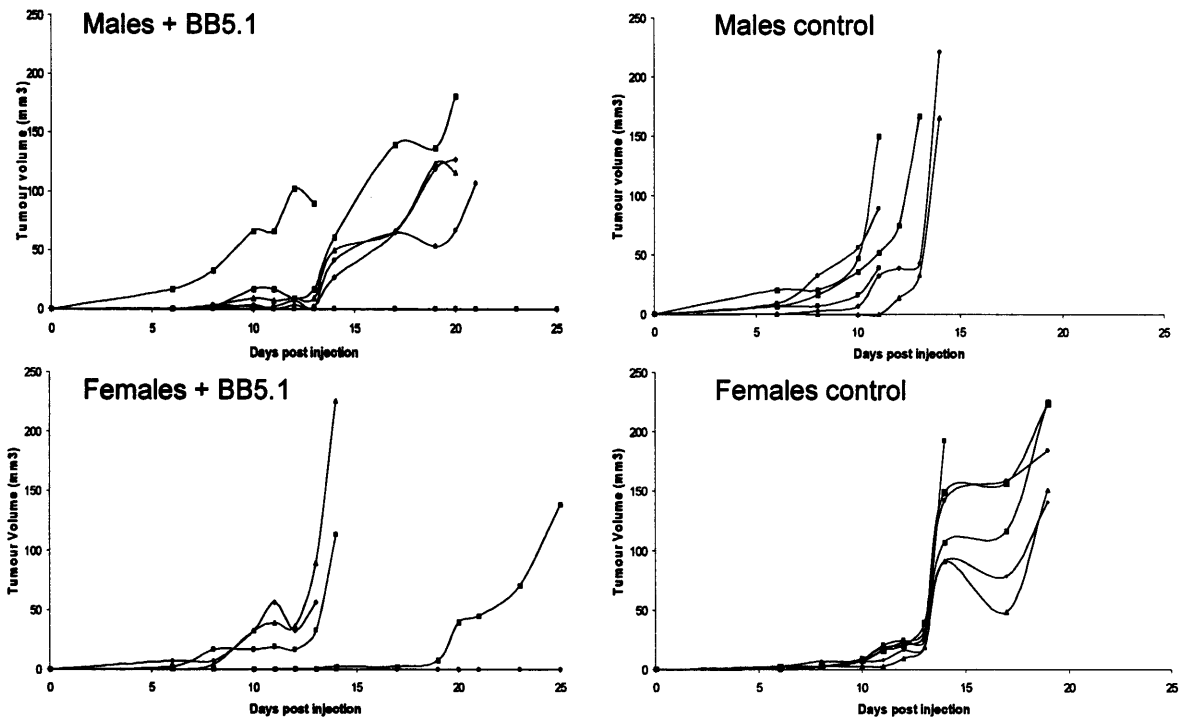 Males + BB5.1
Tumour volume (mm3)
250
200
150
100
50
0
0 5 10 15 20 25
Days post injection
Males control
Tumour volume (mm3)
250
200
150
100
50
0
0 5 10 15 20 25
Days post injection
Females + BB5.1
Tumour Volume (mm3)
250
200
150
100
50
0
0 5 10 15 20 25
Days post injection
Females control
Tumour Volume (mm3)
250
200
150
100
50
0
0 5 10 15 20 25
Days post injection